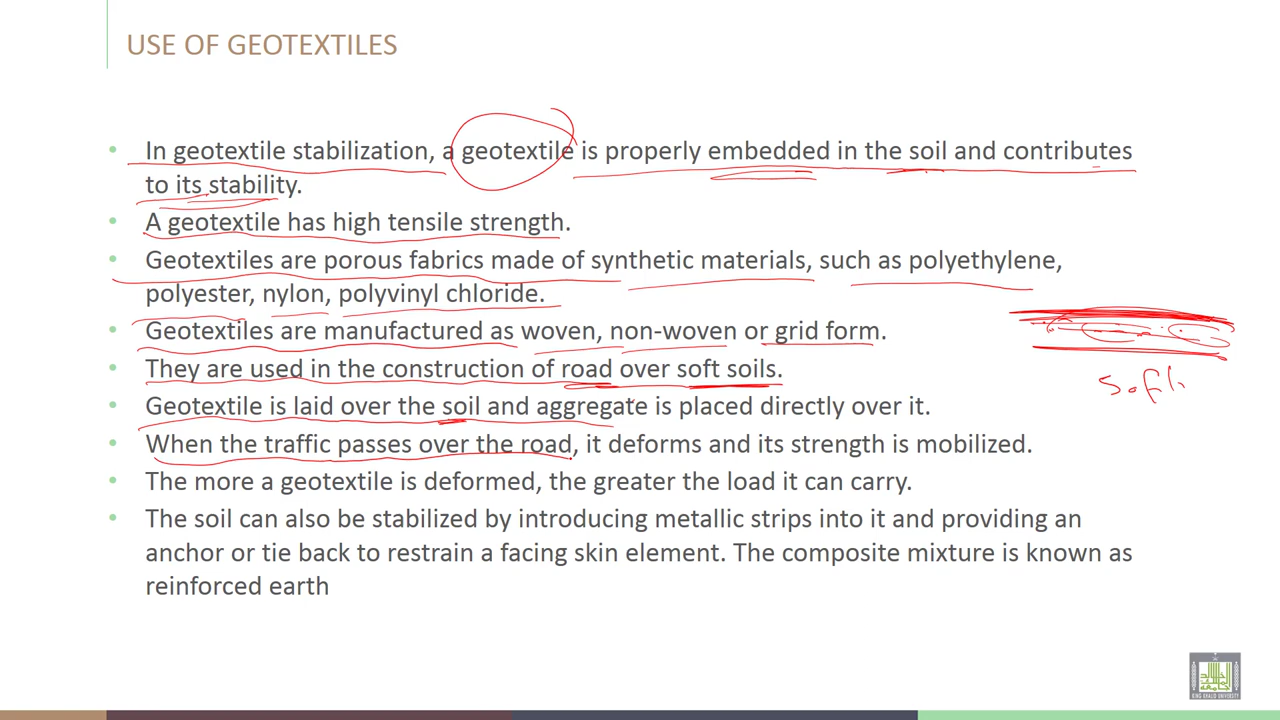 USE OF GEOTEXTILES
• In geotextile stabilization, a geotextile is properly embedded in the soil and contributes
to its stability.
• A geotextile has high tensile strength.
• Geotextiles are porous fabrics made of synthetic materials, such as polyethylene,
polyester, nylon, polyvinyl chloride.
• Geotextiles are manufactured as woven, non-woven or grid form.
• They are used in the construction of road over soft soils.
• Geotextile is laid over the soil and aggregate is placed directly over it.
• When the traffic passes over the road, it deforms and its strength is mobilized.
• The more a geotextile is deformed, the greater the load it can carry.
• The soil can also be stabilized by introducing metallic strips into it and providing an
anchor or tie back to restrain a facing skin element. The composite mixture is known as
reinforced earth
KING KHALID UNIVERSITY